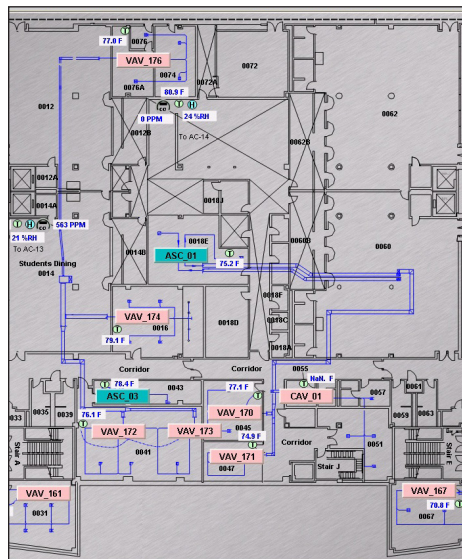 77.0 F
0076
VAV_176
0074
0072
0076A
0072A
80.9 F
0012
0062
0 PPM
24 %RH
To AC-14
0012B
0062B
0012A
0018J
0014A
563 PPM
21 %RH
To AC-13
0014B
0018E
ASC_01
0060B
0060
75.2 F
Students Dining
0014
0018F
VAV_174
0016
0018D
0018C
79.1 F
0018A
Corridor
Corridor
0055
78.4 F
0043
77.1 F
NaN. F
0061
ASC_03
CAV_01
0057
0033
0035
0039
0059
0063
76.1 F
VAV_170
VAV_172
VAV_173
0045
74.9 F
Corridor
0051
Stair A
0041
VAV_171
0047
Stair J
Stair E
VAV_161
VAV_167
0031
70.8 F
0067